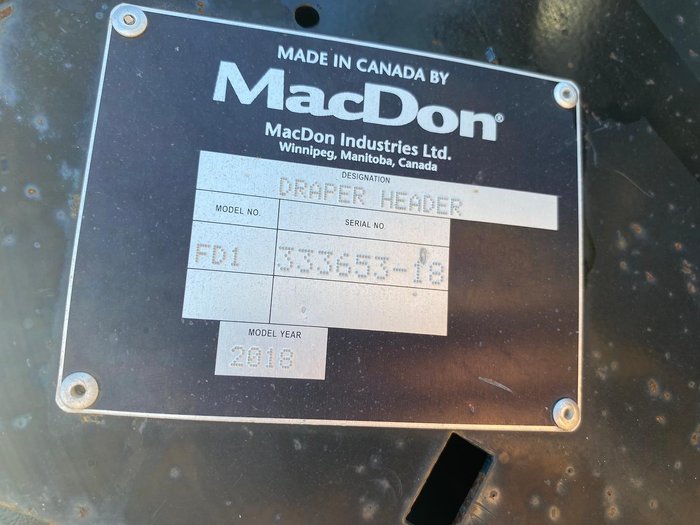 MADE IN CANADA BY
MacDon®
MacDon Industries Ltd.
Winnipeg, Manitoba, Canada
DESIGNATION
DRAPER HEADER
MODEL NO. SERIAL NO.
FD1 333653-18
MODEL YEAR
2018